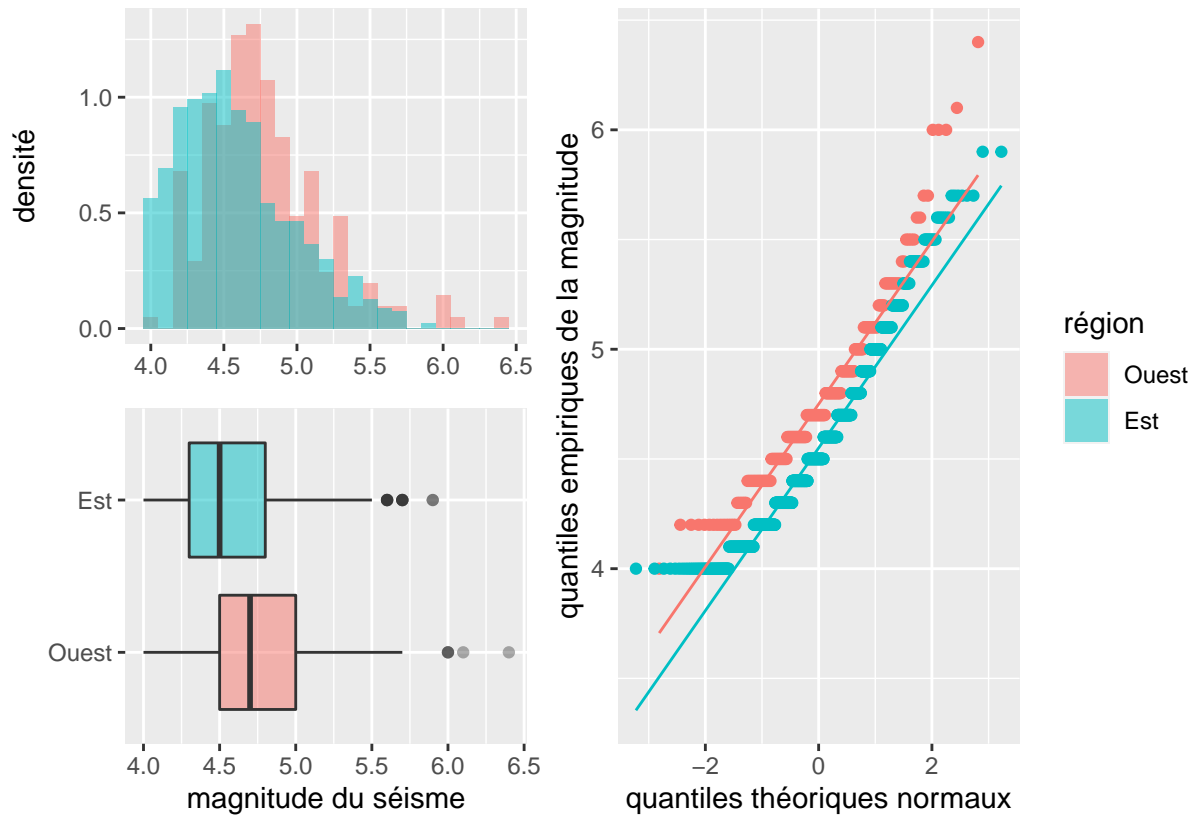 densité
1.0
0.5
0.0
4.0 4.5 5.0 5.5 6.0 6.5
Est
Ouest
4.0 4.5 5.0 5.5 6.0 6.5
magnitude du séisme
quantiles empiriques de la magnitude
6
5
4
−2 0 2
quantiles théoriques normaux
région
Ouest
Est